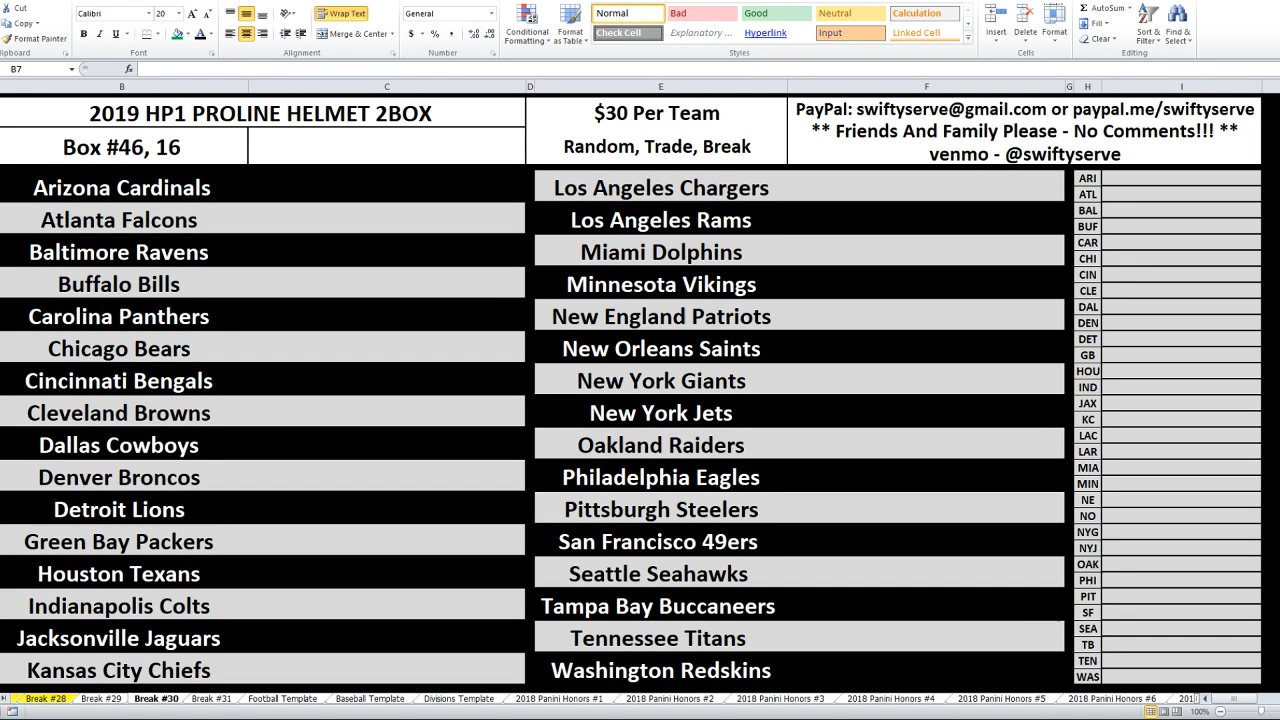 Cut
Copy
Format Painter
Calibri
20
Wrap Text
Merge & Center
General
Conditional Formatting
Format as Table
Normal
Bad
Good
Neutral
Calculation
Check Cell
Explanatory ...
Hyperlink
Input
Linked Cell
Insert
Delete
Format
AutoSum
Fill
Clear
Sort & Filter
Find & Select
lipboard
Font
Alignment
Number
Styles
Cells
Editing
B7
fx
B
C
D
E
F
G
H
I
2019 HP1 PROLINE HELMET 2BOX
Box #46, 16
$30 Per Team
Random, Trade, Break
PayPal: swiftyserve@gmail.com or paypal.me/swiftyserve
** Friends And Family Please - No Comments!!! **
venmo - @swiftyserve
Arizona Cardinals
Atlanta Falcons
Baltimore Ravens
Buffalo Bills
Carolina Panthers
Chicago Bears
Cincinnati Bengals
Cleveland Browns
Dallas Cowboys
Denver Broncos
Detroit Lions
Green Bay Packers
Houston Texans
Indianapolis Colts
Jacksonville Jaguars
Kansas City Chiefs
Los Angeles Chargers
Los Angeles Rams
Miami Dolphins
Minnesota Vikings
New England Patriots
New Orleans Saints
New York Giants
New York Jets
Oakland Raiders
Philadelphia Eagles
Pittsburgh Steelers
San Francisco 49ers
Seattle Seahawks
Tampa Bay Buccaneers
Tennessee Titans
Washington Redskins
ARI
ATL
BAL
BUF
CAR
CHI
CIN
CLE
DAL
DEN
DET
GB
HOU
IND
JAX
KC
LAC
LAR
MIA
MIN
NE
NO
NYG
NYJ
OAK
PHI
PIT
SF
SEA
TB
TEN
WAS
Break #28
Break #29
Break #30
Break #31
Football Template
Baseball Template
Divisions Template
2018 Panini Honors #1
2018 Panini Honors #2
2018 Panini Honors #3
2018 Panini Honors #4
2018 Panini Honors #5
2018 Panini Honors #6
201
100%